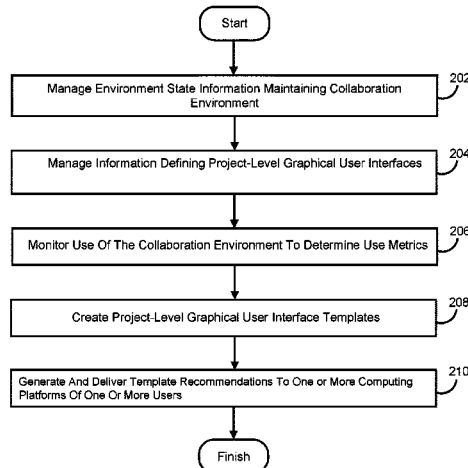 Start
202
Manage Environment State Information Maintaining Collaboration
Environment
204
Manage Information Defining Project-Level Graphical User Interfaces
206
Monitor Use Of The Collaboration Environment To Determine Use Metrics
208
Create Project-Level Graphical User Interface Templates
210
Generate And Deliver Template Recommendations To One or More Computing
Platforms Of One Or More Users
Finish